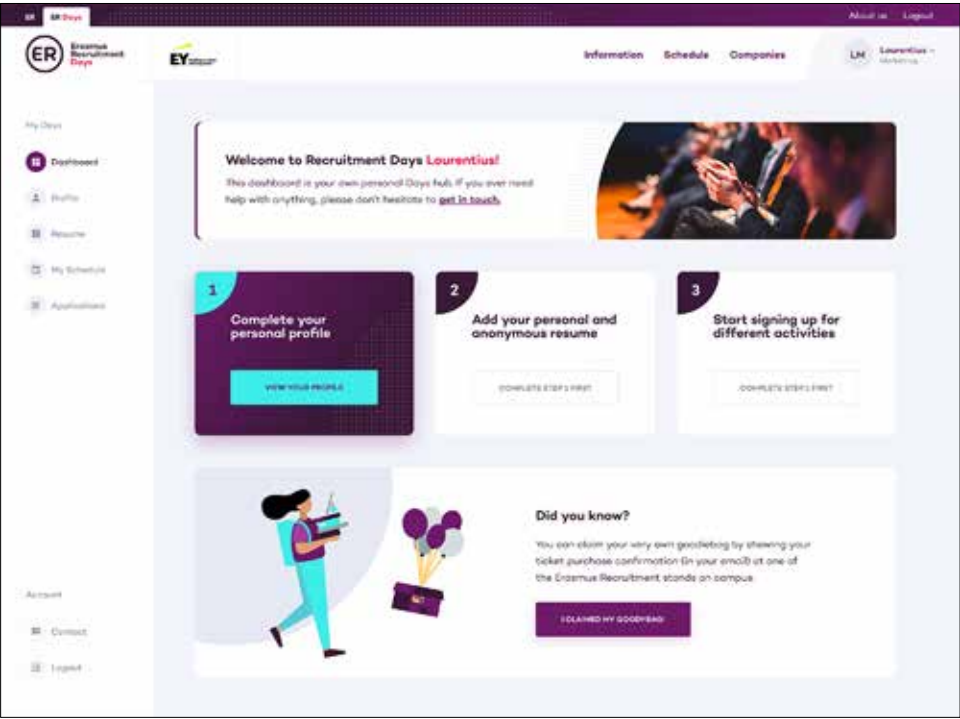 ER ER Days About us Logout
ER Erasmus
Recruitment
Days
EY
Information Schedule Companies
LM Lourentius
My Days
Dashboard
Profile
Resume
My Schedule
Applications
Welcome to Recruitment Days Lourentius!
This dashboard is your own personal Days hub. If you ever need
help with anything, please don't hesitate to get in touch.
1
Complete your
personal profile
VIEW YOUR PROFILE
2
Add your personal and
anonymous resume
COMPLETE STEP 1 FIRST
3
Start signing up for
different activities
COMPLETE STEP 1 FIRST
Did you know?
You can claim your very own goodiebag by showing your
ticket purchase confirmation (in your email) at one of
the Erasmus Recruitment stands on campus
I CLAIMED MY GOODYBAG!
Account
Contact
Logout